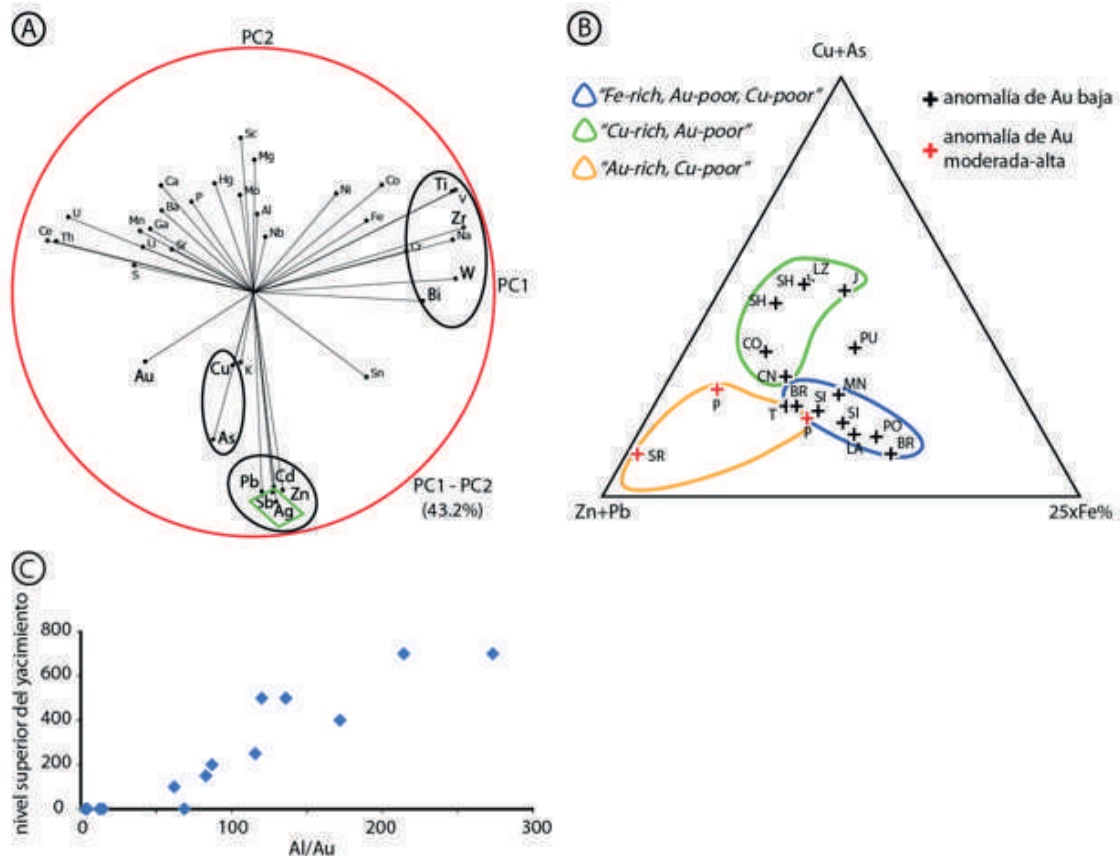 A
PC2
Sc
Mg
Ca
Hg
Mo
P
Ba
Al
Ni
Co
Ti
V
U
Mn
Ga
Nb
Fe
Zr
Ce
Th
Sr
Na
S
W
PC1
Bi
Au
Cu
K
Sn
As
Pb
Cd
Sb
Zn
Ag
PC1 - PC2
(43.2%)
B
Cu+As
"Fe-rich, Au-poor, Cu-poor"
"Cu-rich, Au-poor"
"Au-rich, Cu-poor"
anomalía de Au baja
anomalía de Au
moderada-alta
SH
LZ
J
SH
CO
PU
CN
MN
BR
SI
P
T
P
SI
PO
LA
BR
SR
Zn+Pb
25xFe%
C
nivel superior del yacimiento
800
600
400
200
0
0
100
200
300
Al/Au